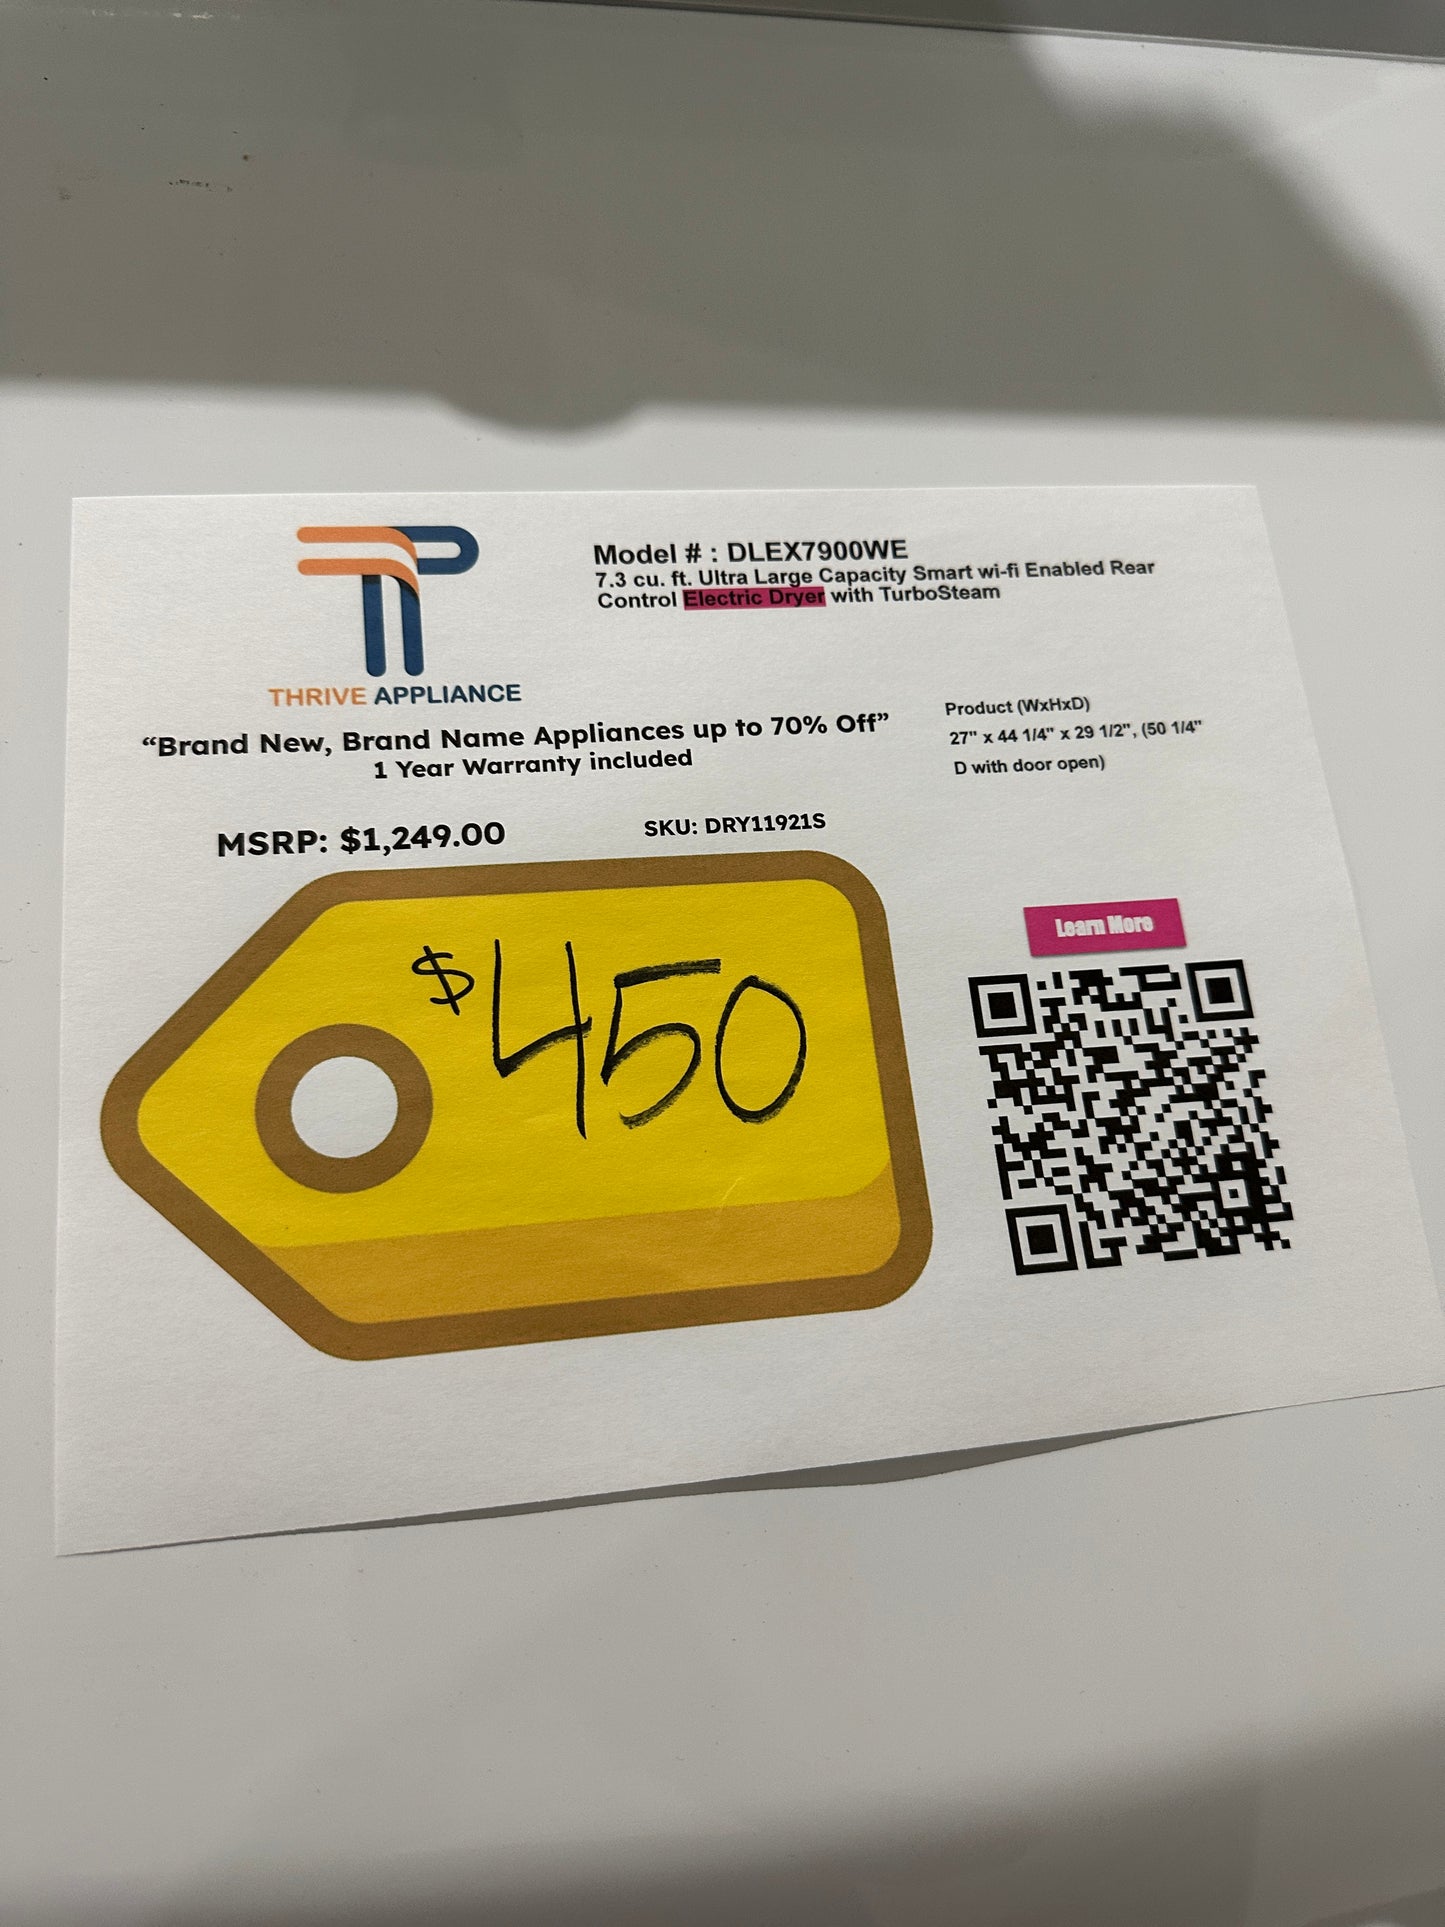 THRIVE APPLIANCE
Model # : DLEX7900WE
7.3 cu. ft. Ultra Large Capacity Smart wi-fi Enabled Rear
Control Electric Dryer with TurboSteam
“Brand New, Brand Name Appliances up to 70% Off”
1 Year Warranty included
Product (WxHxD)
27" x 44 1/4" x 29 1/2", (50 1/4"
D with door open)
MSRP: $1,249.00
SKU: DRY11921S
$450
Learn More